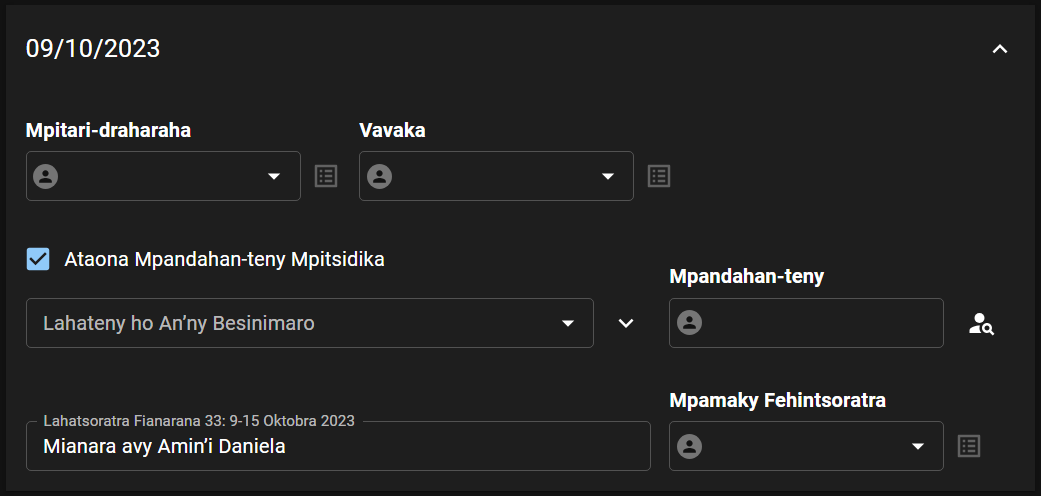 09/10/2023
Mpitari-draharaha
Vavaka
Ataona Mpandahan-teny Mpitsidika
Mpandahan-teny
Lahateny ho An’ny Besinimaro
Mpamaky Fehintsoratra
Lahatsoratra Fianarana 33: 9-15 Oktobra 2023
Mianara avy Amin’i Daniela